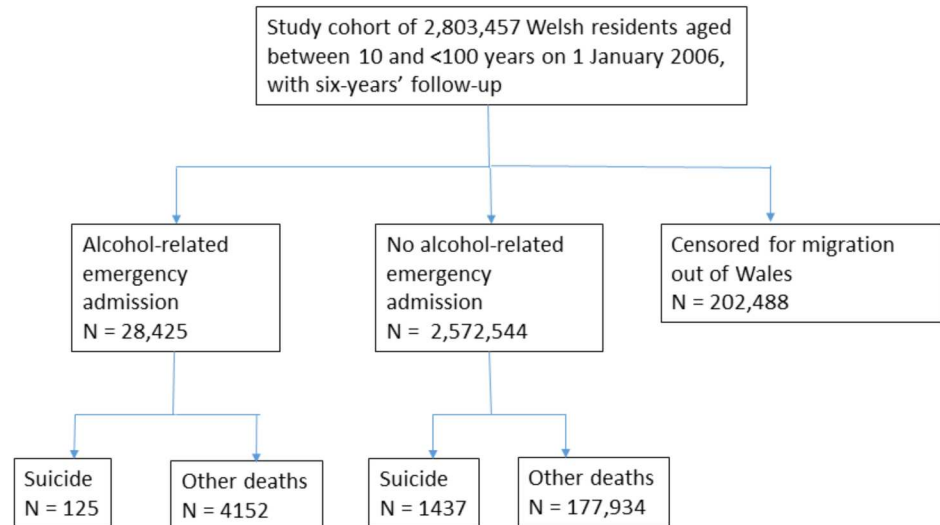 Study cohort of 2,803,457 Welsh residents aged
between 10 and <100 years on 1 January 2006,
with six-years’ follow-up
Alcohol-related
emergency
admission
N = 28,425
No alcohol-related
emergency
admission
N = 2,572,544
Censored for migration
out of Wales
N = 202,488
Suicide
N = 125
Other deaths
N = 4152
Suicide
N = 1437
Other deaths
N = 177,934